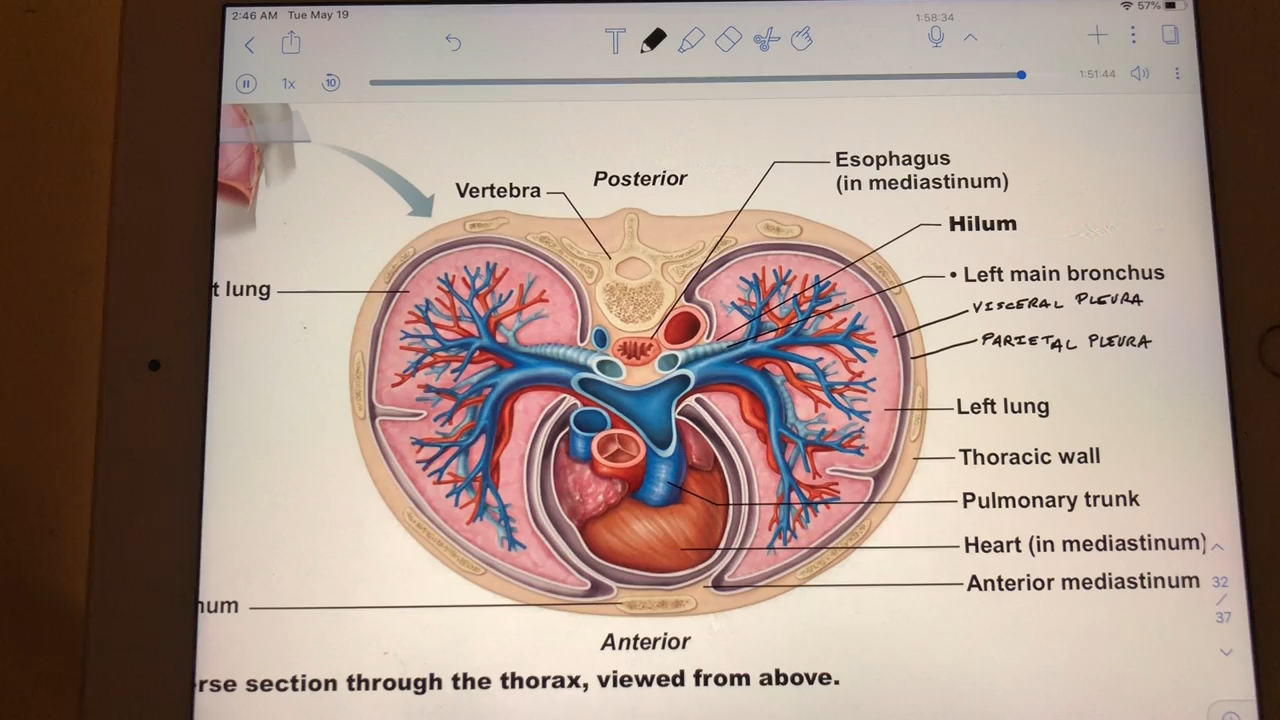 2:46 AM Tue May 19
57%
1:58:34
T
1x
10
1:51:44
Esophagus
(in mediastinum)
Posterior
Vertebra
Hilum
t lung
• Left main bronchus
VISCERAL PLEURA
PARIETAL PLEURA
Left lung
Thoracic wall
Pulmonary trunk
Heart (in mediastinum)
Anterior mediastinum
32
/
37
num
Anterior
rse section through the thorax, viewed from above.